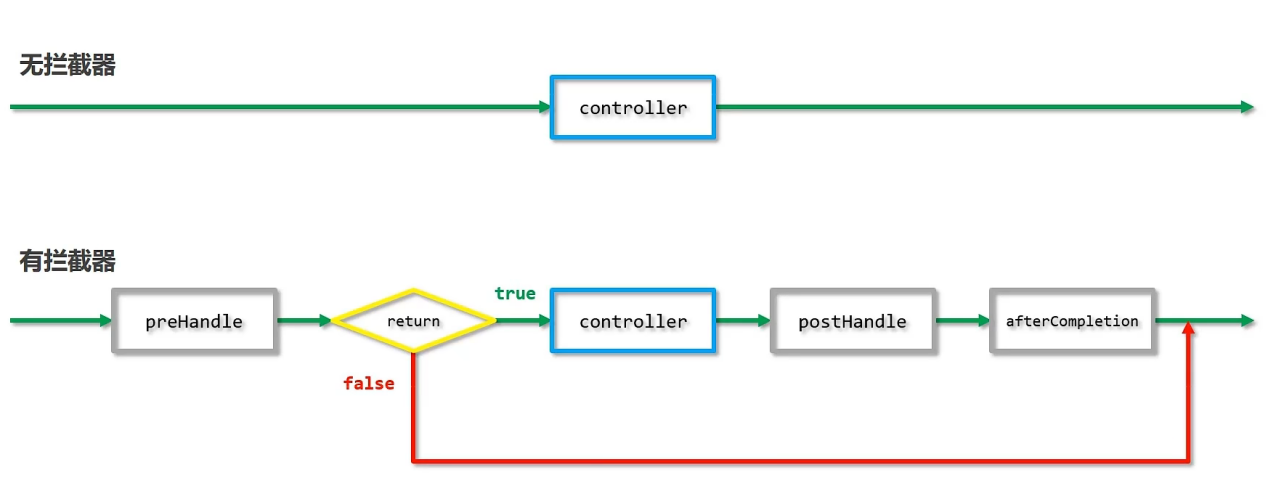 无拦截器
controller
有拦截器
preHandle
return
true
false
controller
postHandle
afterCompletion